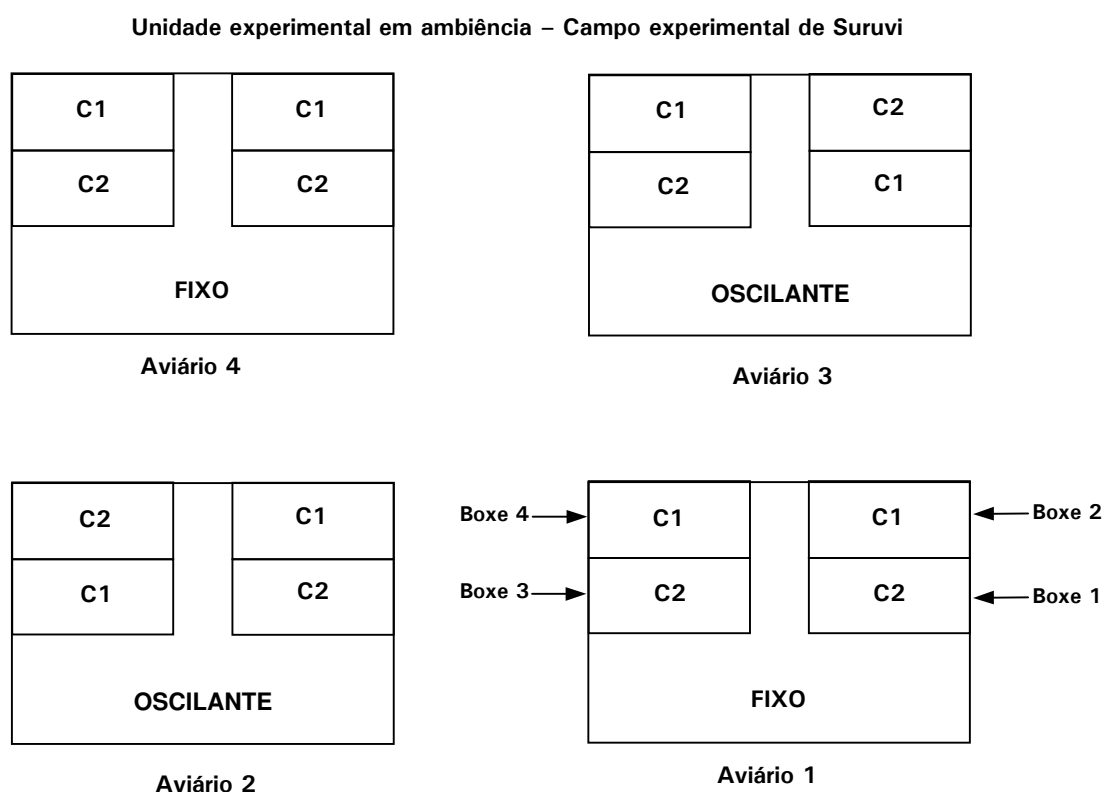 Unidade experimental em ambiência – Campo experimental de Suruvi
C1 C1
C2 C2
FIXO
Aviário 4
C1 C2
C2 C1
OSCILANTE
Aviário 3
C2 C1
C1 C2
OSCILANTE
Aviário 2
Boxe 4 C1 C1 Boxe 2
Boxe 3 C2 C2 Boxe 1
FIXO
Aviário 1